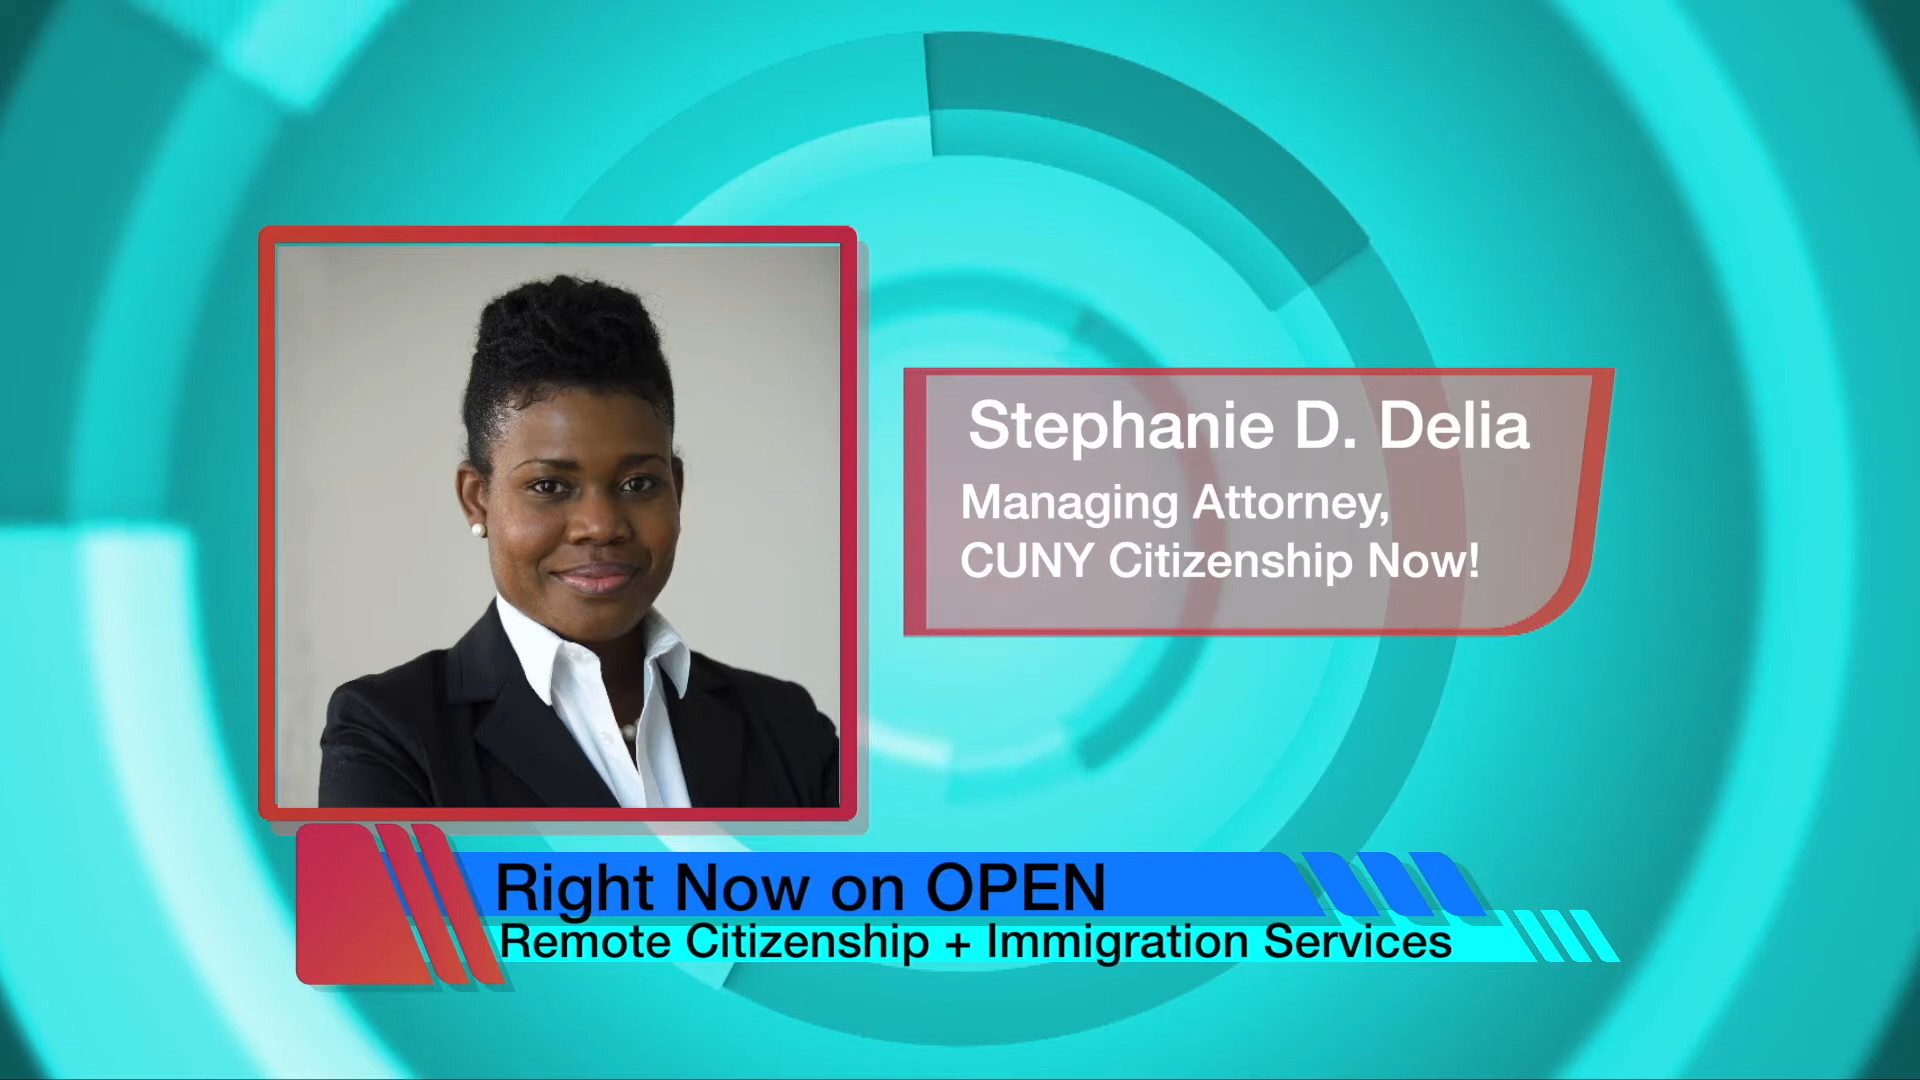 Stephanie D. Delia
Managing Attorney,
CUNY Citizenship Now!
Right Now on OPEN
Remote Citizenship + Immigration Services